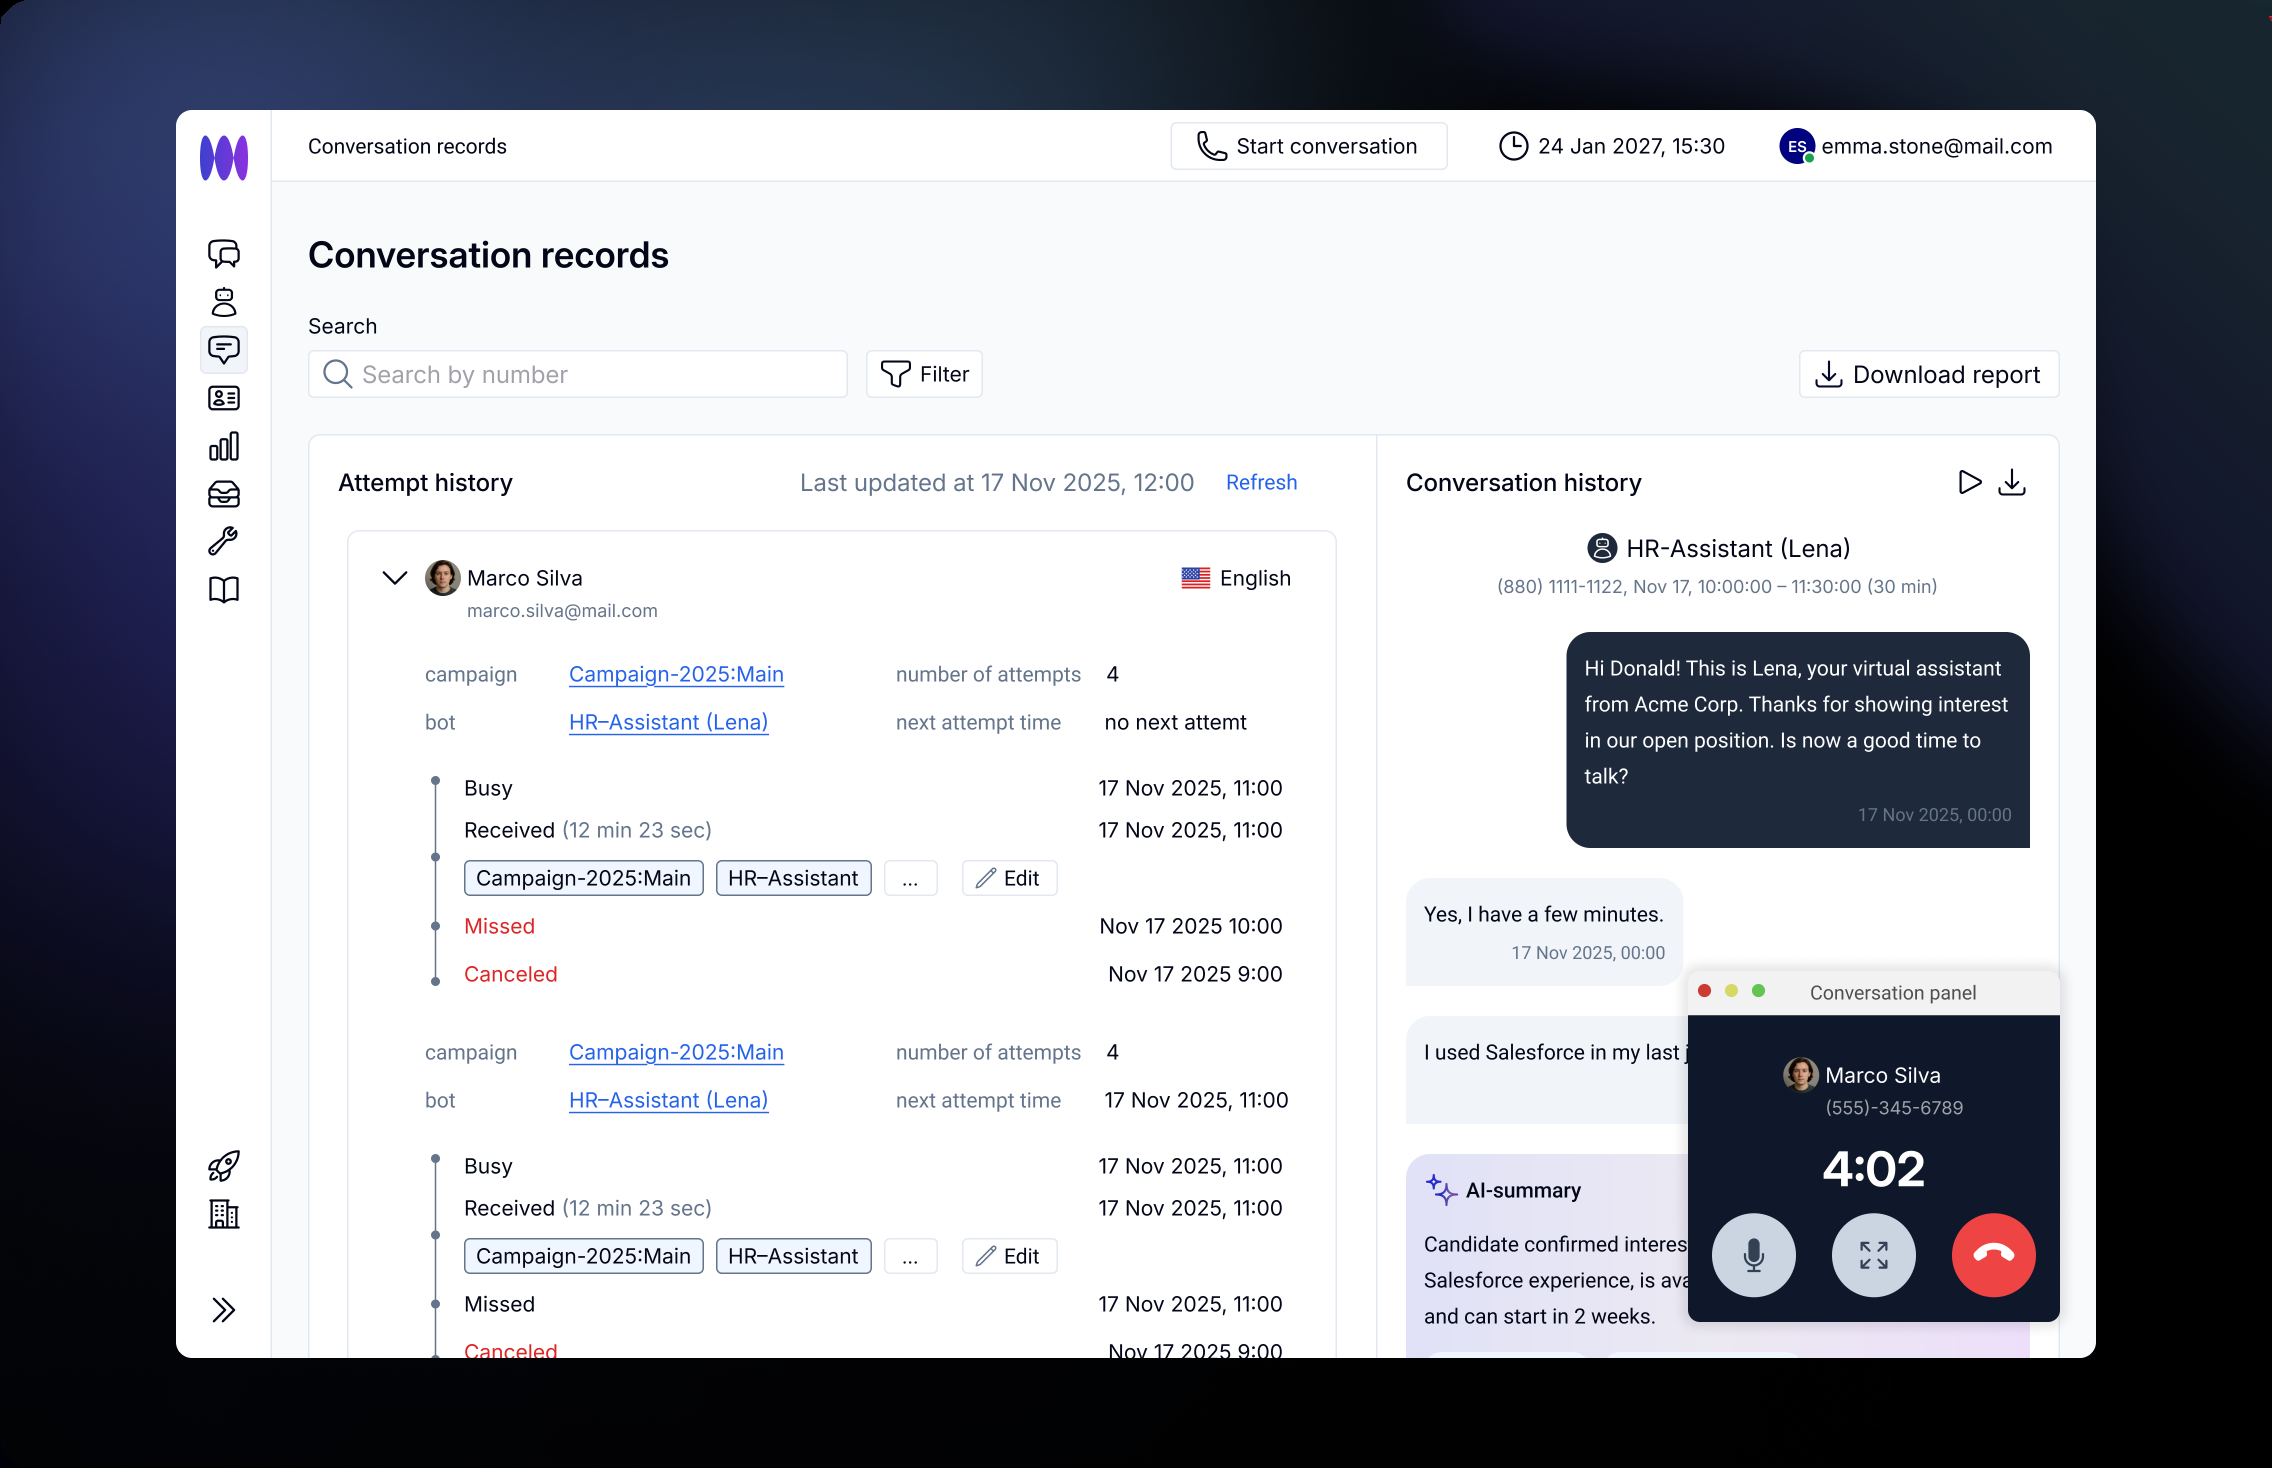 Conversation records
Start conversation
24 Jan 2027, 15:30
ES
emma.stone@mail.com
Conversation records
Search
Search by number
Filter
Download report
Attempt history
Last updated at 17 Nov 2025, 12:00
Refresh
Marco Silva
English
marco.silva@mail.com
campaign
Campaign-2025:Main
number of attempts
4
bot
HR–Assistant (Lena)
next attempt time
no next attemt
Busy
17 Nov 2025, 11:00
Received (12 min 23 sec)
17 Nov 2025, 11:00
Campaign-2025:Main
HR–Assistant
...
Edit
Missed
Nov 17 2025 10:00
Canceled
Nov 17 2025 9:00
campaign
Campaign-2025:Main
number of attempts
4
bot
HR–Assistant (Lena)
next attempt time
17 Nov 2025, 11:00
Busy
17 Nov 2025, 11:00
Received (12 min 23 sec)
17 Nov 2025, 11:00
Campaign-2025:Main
HR–Assistant
...
Edit
Missed
17 Nov 2025, 11:00
Canceled
Nov 17 2025 9:00
Conversation history
HR-Assistant (Lena)
(880) 1111-1122, Nov 17, 10:00:00 – 11:30:00 (30 min)
Hi Donald! This is Lena, your virtual assistant
from Acme Corp. Thanks for showing interest
in our open position. Is now a good time to
talk?
17 Nov 2025, 00:00
Yes, I have a few minutes.
17 Nov 2025, 00:00
I used Salesforce in my last
AI-summary
Candidate confirmed
Salesforce experience, is
and can start in 2 weeks.
Conversation panel
Marco Silva
(555)-345-6789
4:02